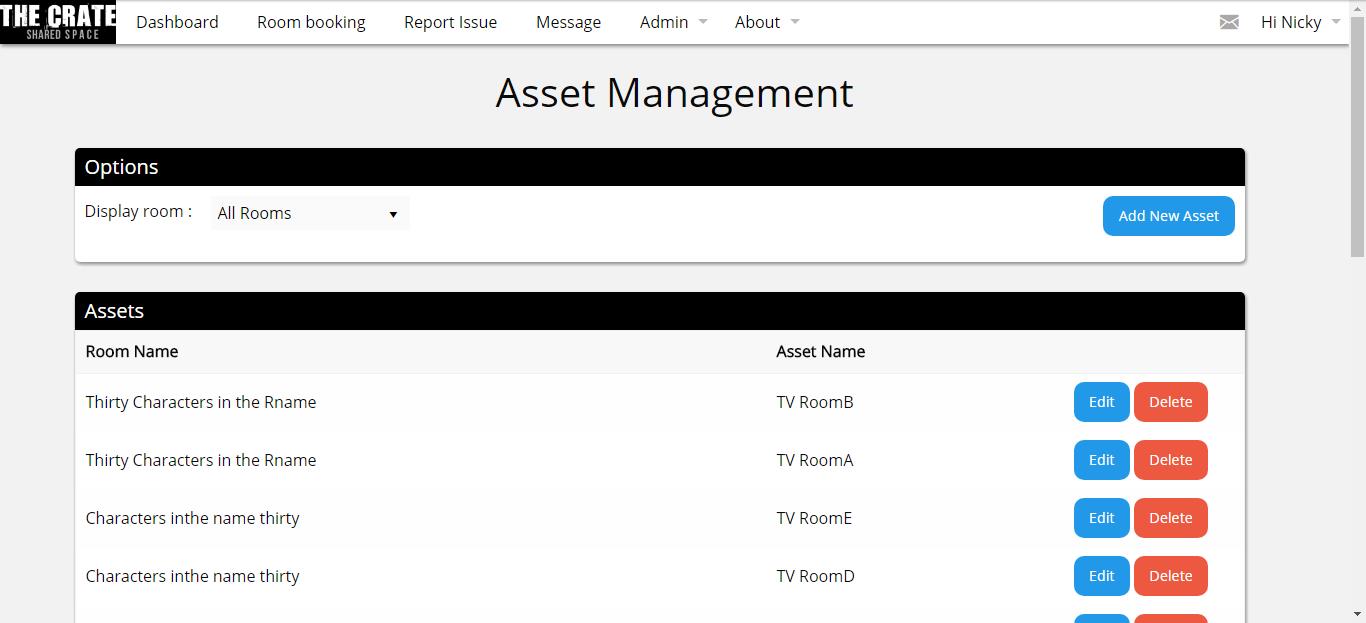 THE CRATE
SHARED SPACE
Dashboard Room booking Report Issue Message Admin About Hi Nicky
Asset Management
Options
Display room : All Rooms Add New Asset
Assets
Room Name Asset Name
Thirty Characters in the Rname TV RoomB Edit Delete
Thirty Characters in the Rname TV RoomA Edit Delete
Characters inthe name thirty TV RoomE Edit Delete
Characters inthe name thirty TV RoomD Edit Delete